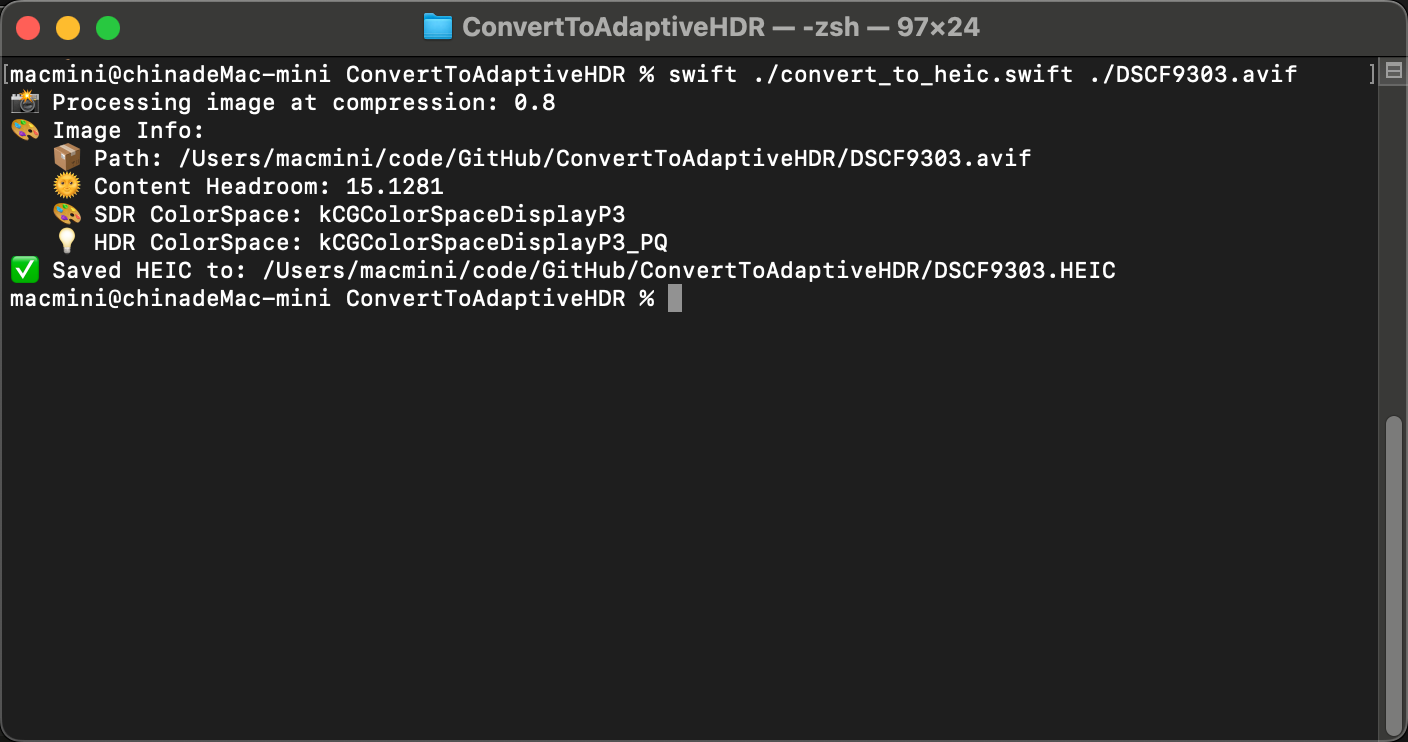 ConvertToAdaptiveHDR — -zsh — 97×24
[macmini@chinadeMac-mini ConvertToAdaptiveHDR % swift ./convert_to_heic.swift ./DSCF9303.avif ]
📸 Processing image at compression: 0.8
🎨 Image Info:
📦 Path: /Users/macmini/code/GitHub/ConvertToAdaptiveHDR/DSCF9303.avif
🌞 Content Headroom: 15.1281
🎨 SDR ColorSpace: kCGColorSpaceDisplayP3
💡 HDR ColorSpace: kCGColorSpaceDisplayP3_PQ
✅ Saved HEIC to: /Users/macmini/code/GitHub/ConvertToAdaptiveHDR/DSCF9303.HEIC
macmini@chinadeMac-mini ConvertToAdaptiveHDR %